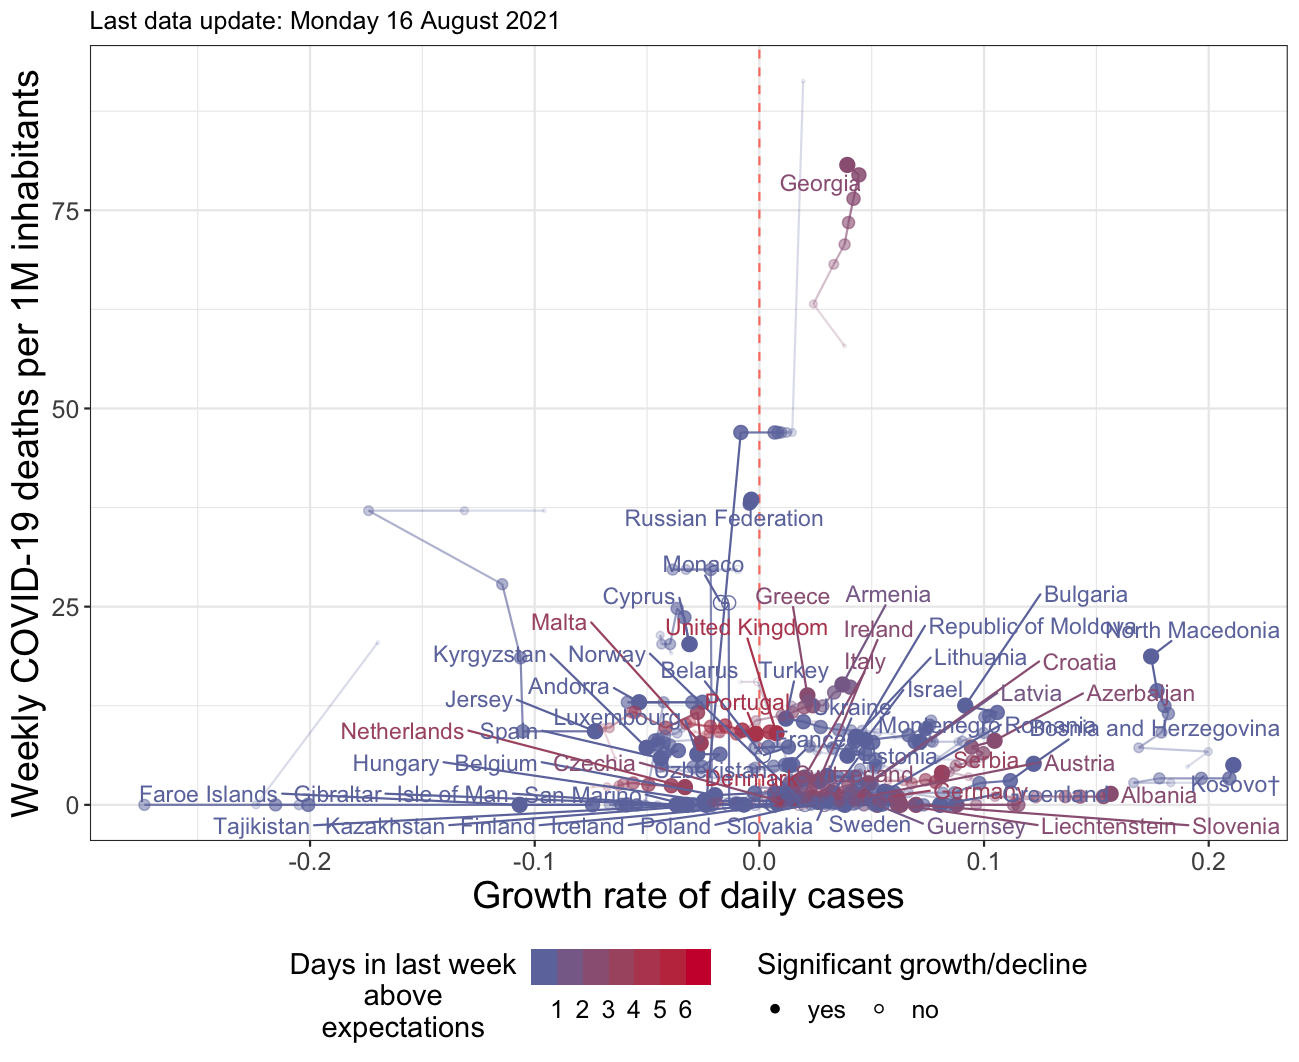 Last data update: Monday 16 August 2021
Weekly COVID-19 deaths per 1M inhabitants
75
50
25
0
Georgia
Russian Federation
Monaco
Cyprus
Greece
Armenia
Bulgaria
Malta
United Kingdom
Ireland
Republic of Moldova
North Macedonia
Kyrgyzstan
Norway
Belarus
Turkey
Italy
Lithuania
Croatia
Jersey
Andorra
Portugal
Israel
Latvia
Azerbaijan
Netherlands
Spain
Luxembourg
Ukraine
France
Montenegro
Romania
Bosnia and Herzegovina
Hungary
Belgium
Czechia
Uzbekistan
Estonia
Serbia
Austria
Denmark
Switzerland
Kosovo†
Faroe Islands
Gibraltar
Isle of Man
San Marino
Germany
Greenland
Albania
Tajikistan
Kazakhstan
Finland
Iceland
Poland
Slovakia
Sweden
Guernsey
Liechtenstein
Slovenia
-0.2
-0.1
0.0
0.1
0.2
Growth rate of daily cases
Days in last week
above
expectations
1 2 3 4 5 6
Significant growth/decline
yes
no